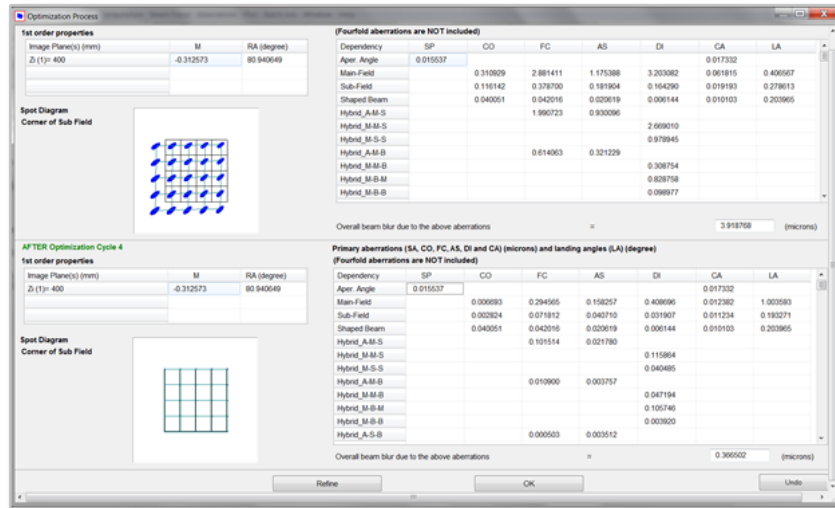 Optimization Process
1st order properties
(Fourfold aberrations are NOT included)
Image Plane(s) (mm) M RA (degree)
Zi (1)= 400 -0.312573 80.940649
Dependency SP CO FC AS DI CA LA
Aper. Angle 0.015537 0.017332
Main-Field 0.310929 2.881411 1.175388 3.203082 0.061815 0.406567
Sub-Field 0.116142 0.378700 0.181904 0.164290 0.019193 0.278613
Shaped Beam 0.040051 0.042016 0.020619 0.006144 0.010103 0.203965
Hybrid_A-M-S 1.990723 0.930096
Hybrid_M-M-S 2.669010
Hybrid_M-S-S 0.978945
Hybrid_A-M-B 0.614063 0.321229
Hybrid_M-M-B 0.308754
Hybrid_M-B-M 0.828758
Hybrid_M-B-B 0.098977
Spot Diagram
Corner of Sub Field
Overall beam blur due to the above aberrations = 3.918768 (microns)
AFTER Optimization Cycle 4
1st order properties
Primary aberrations (SA, CO, FC, AS, DI and CA) (microns) and landing angles (LA) (degree)
(Fourfold aberrations are NOT included)
Image Plane(s) (mm) M RA (degree)
Zi (1)= 400 -0.312573 80.940649
Dependency SP CO FC AS DI CA LA
Aper. Angle 0.015537 0.017332
Main-Field 0.006693 0.294565 0.158257 0.408696 0.012382 1.003593
Sub-Field 0.002824 0.071812 0.040710 0.031907 0.011234 0.193271
Shaped Beam 0.040051 0.042016 0.020619 0.006144 0.010103 0.203965
Hybrid_A-M-S 0.101514 0.021780
Hybrid_M-M-S 0.115864
Hybrid_M-S-S 0.040485
Hybrid_A-M-B 0.010900 0.003757
Hybrid_M-M-B 0.047194
Hybrid_M-B-M 0.105746
Hybrid_M-B-B 0.003920
Hybrid_A-S-B 0.000503 0.003512
Spot Diagram
Corner of Sub Field
Overall beam blur due to the above aberrations = 0.366502 (microns)
Refine OK Undo